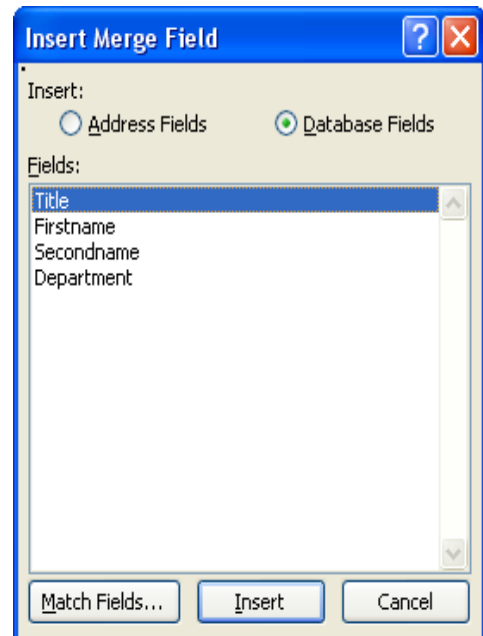 Insert Merge Field
Insert:
Address Fields Database Fields
Fields:
Title
Firstname
Secondname
Department
Match Fields... Insert Cancel